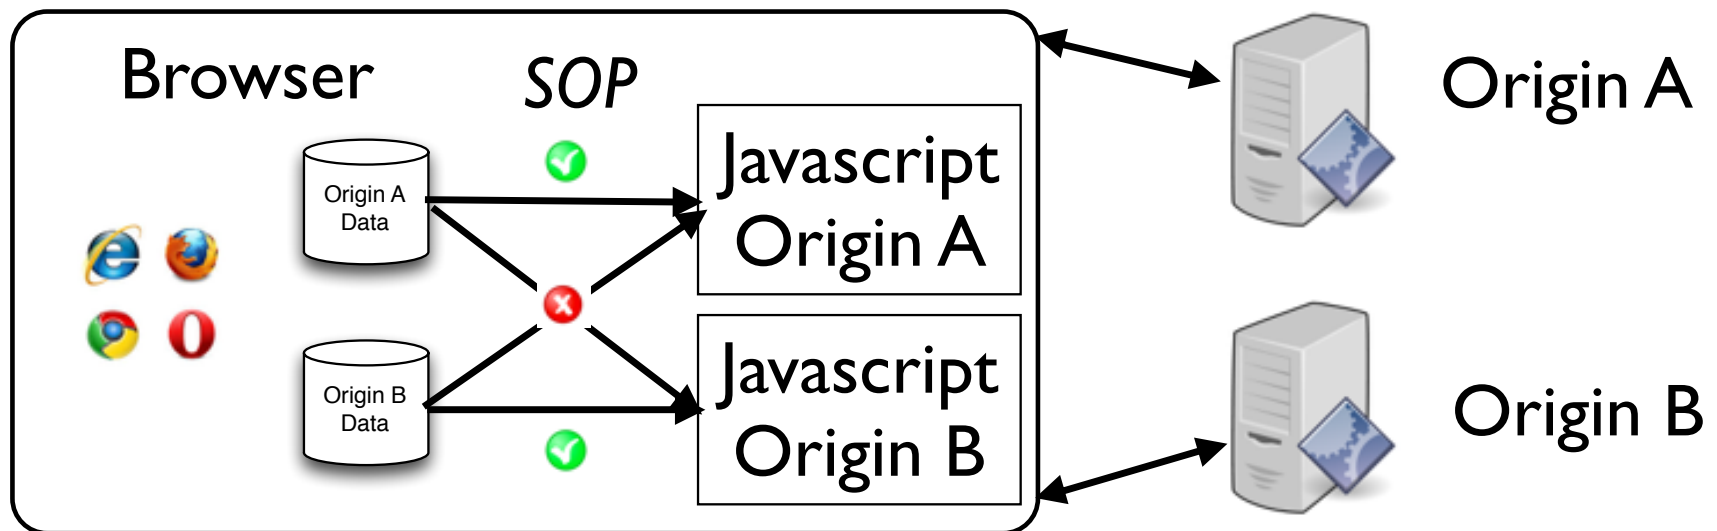 Browser
SOP
Origin A
Data
Javascript
Origin A
Origin A
Origin B
Data
Javascript
Origin B
Origin B